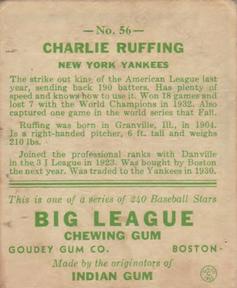 —No. 56—
CHARLIE RUFFING
NEW YORK YANKEES
The strike out king of the American League last
year, sending back 190 batters. Has plenty of
speed and knows how to use it. Won 18 games and
lost 7 with the World Champions in 1932. Also
captured one game in the world series that Fall.
Ruffing was born in Granville, Ill., in 1904.
Is a right-handed pitcher, 6 ft. tall and weighs
210 lbs.
Joined the professional ranks with Danville
in the 3 I League in 1923. Was bought by Boston
the next year. Was traded to the Yankees in 1930.
This is one of a series of 240 Baseball Stars
BIG LEAGUE
CHEWING GUM
GOUDEY GUM CO. BOSTON
Made by the originators of
INDIAN GUM